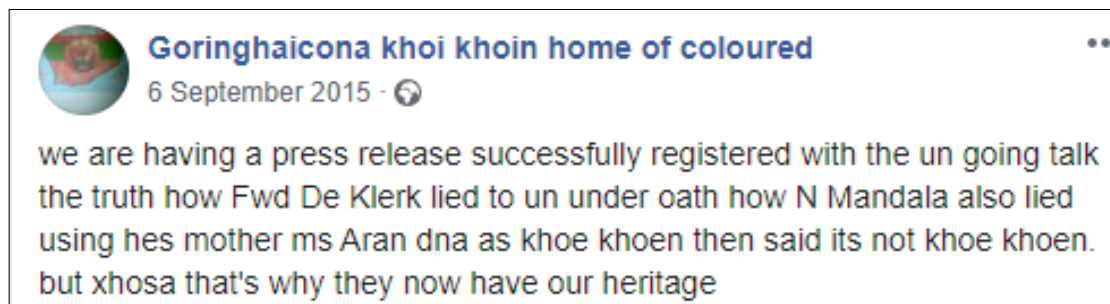 Goringhaicona khoi khoin home of coloured
6 September 2015 ·
we are having a press release successfully registered with the un going talk
the truth how Fwd De Klerk lied to un under oath how N Mandala also lied
using hes mother ms Aran dna as khoe khoen then said its not khoe khoen.
but xhosa that's why they now have our heritage